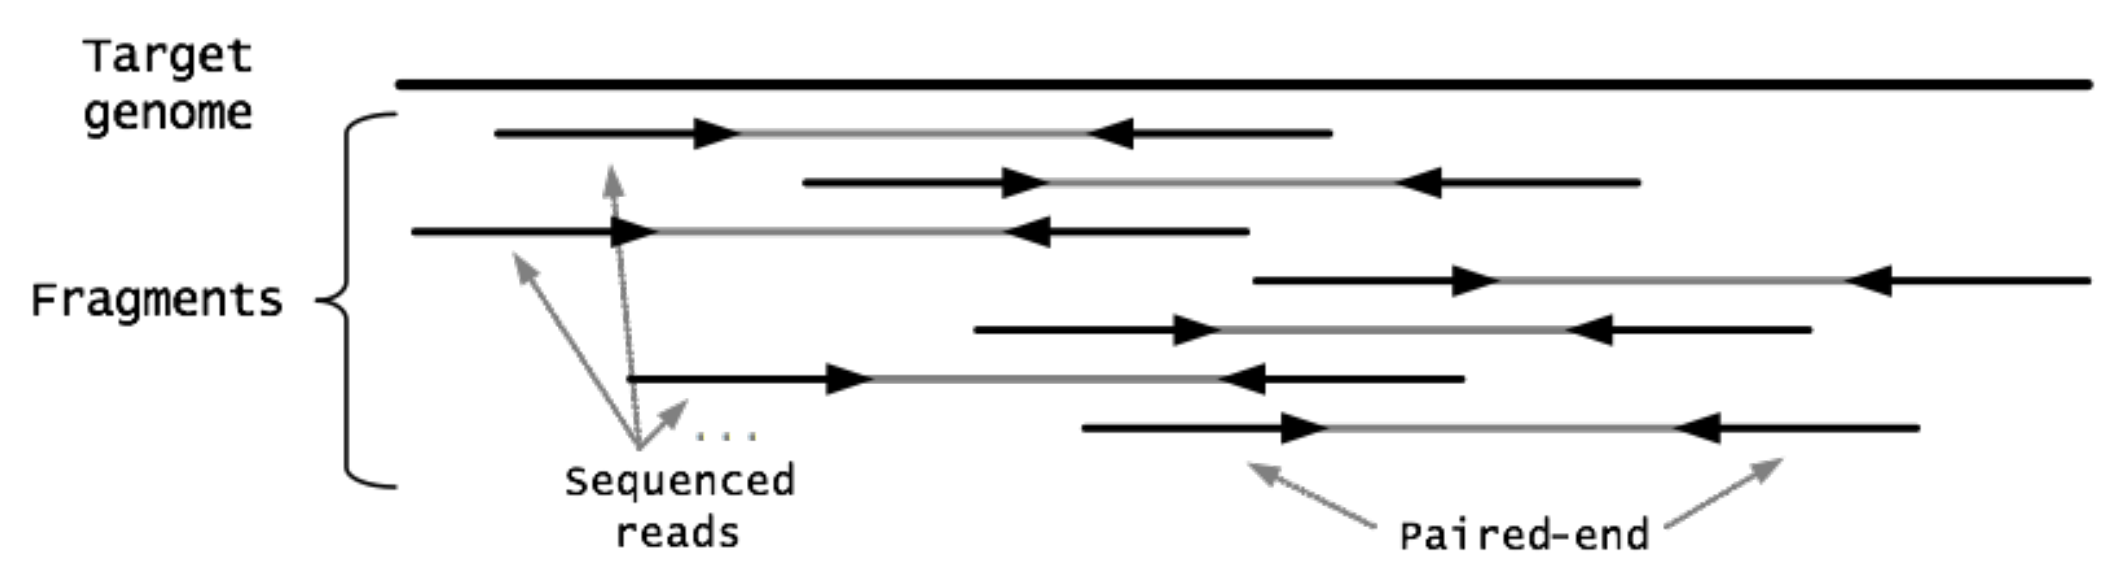 Target
genome
Fragments
...
Sequenced
reads
Paired-end